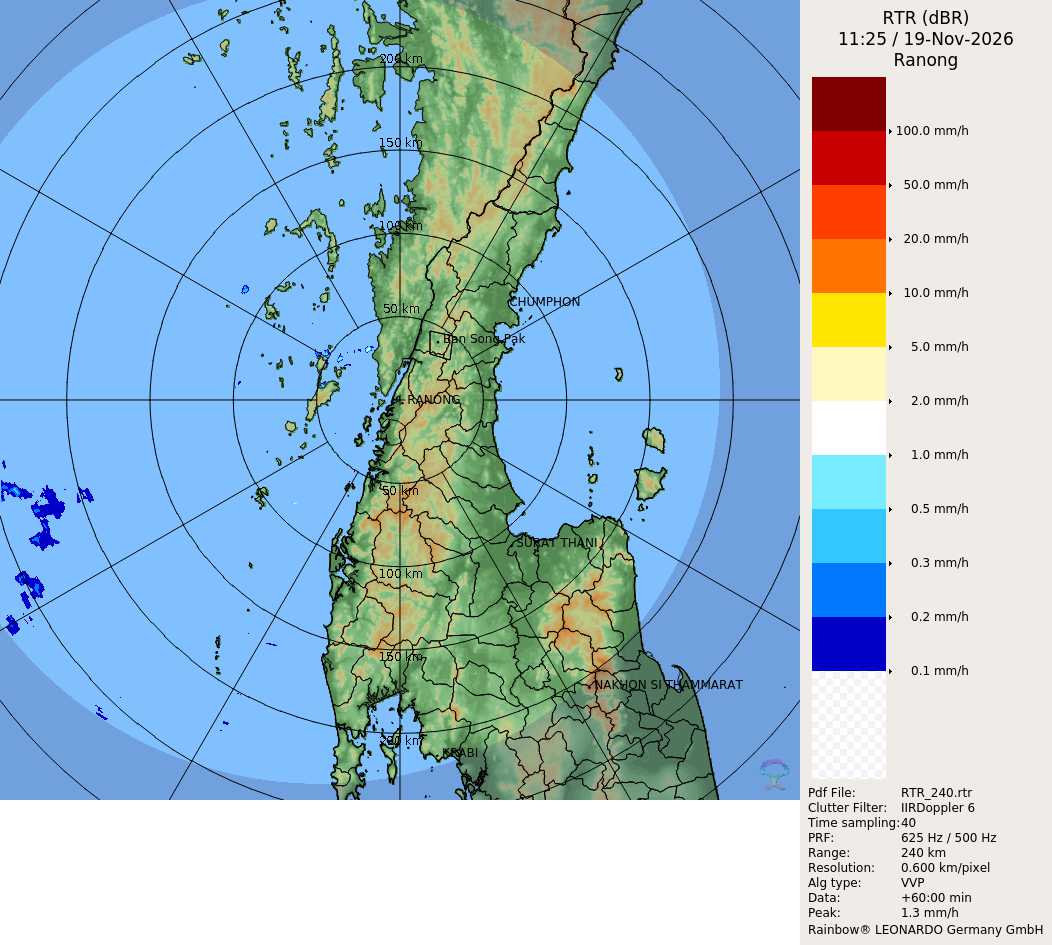 200 km
150 km
100 km
50 km
CHUMPHON
Ban Song Pak
RANONG
50 km
SURAT THANI
100 km
150 km
NAKHON SI THAMMARAT
200 km
KRABI
RTR (dBR)
11:25 / 19-Nov-2026
Ranong
100.0 mm/h
50.0 mm/h
20.0 mm/h
10.0 mm/h
5.0 mm/h
2.0 mm/h
1.0 mm/h
0.5 mm/h
0.3 mm/h
0.2 mm/h
0.1 mm/h
Pdf File: RTR_240.rtr
Clutter Filter: IIRDoppler 6
Time sampling:40
PRF: 625 Hz / 500 Hz
Range: 240 km
Resolution: 0.600 km/pixel
Alg type: VVP
Data: +60:00 min
Peak: 1.3 mm/h
Rainbow® LEONARDO Germany GmbH